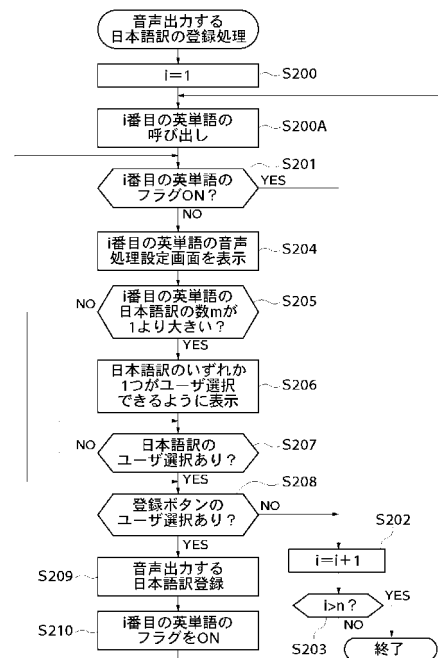 音声出力する
日本語訳の登録処理
i=1
S200
i番目の英単語の
呼び出し
S200A
S201
i番目の英単語の
フラグON?
YES
NO
i番目の英単語の音声
処理設定画面を表示
S204
NO
i番目の英単語の
日本語訳の数mが
1より大きい?
S205
YES
日本語訳のいずれか
1つがユーザ選択
できるように表示
S206
NO
日本語訳の
ユーザ選択あり?
S207
YES
S208
登録ボタンの
ユーザ選択あり?
NO
YES
S202
i=i+1
S209
音声出力する
日本語訳登録
i>n?
YES
NO
S203
S210
i番目の英単語の
フラグをON
終了